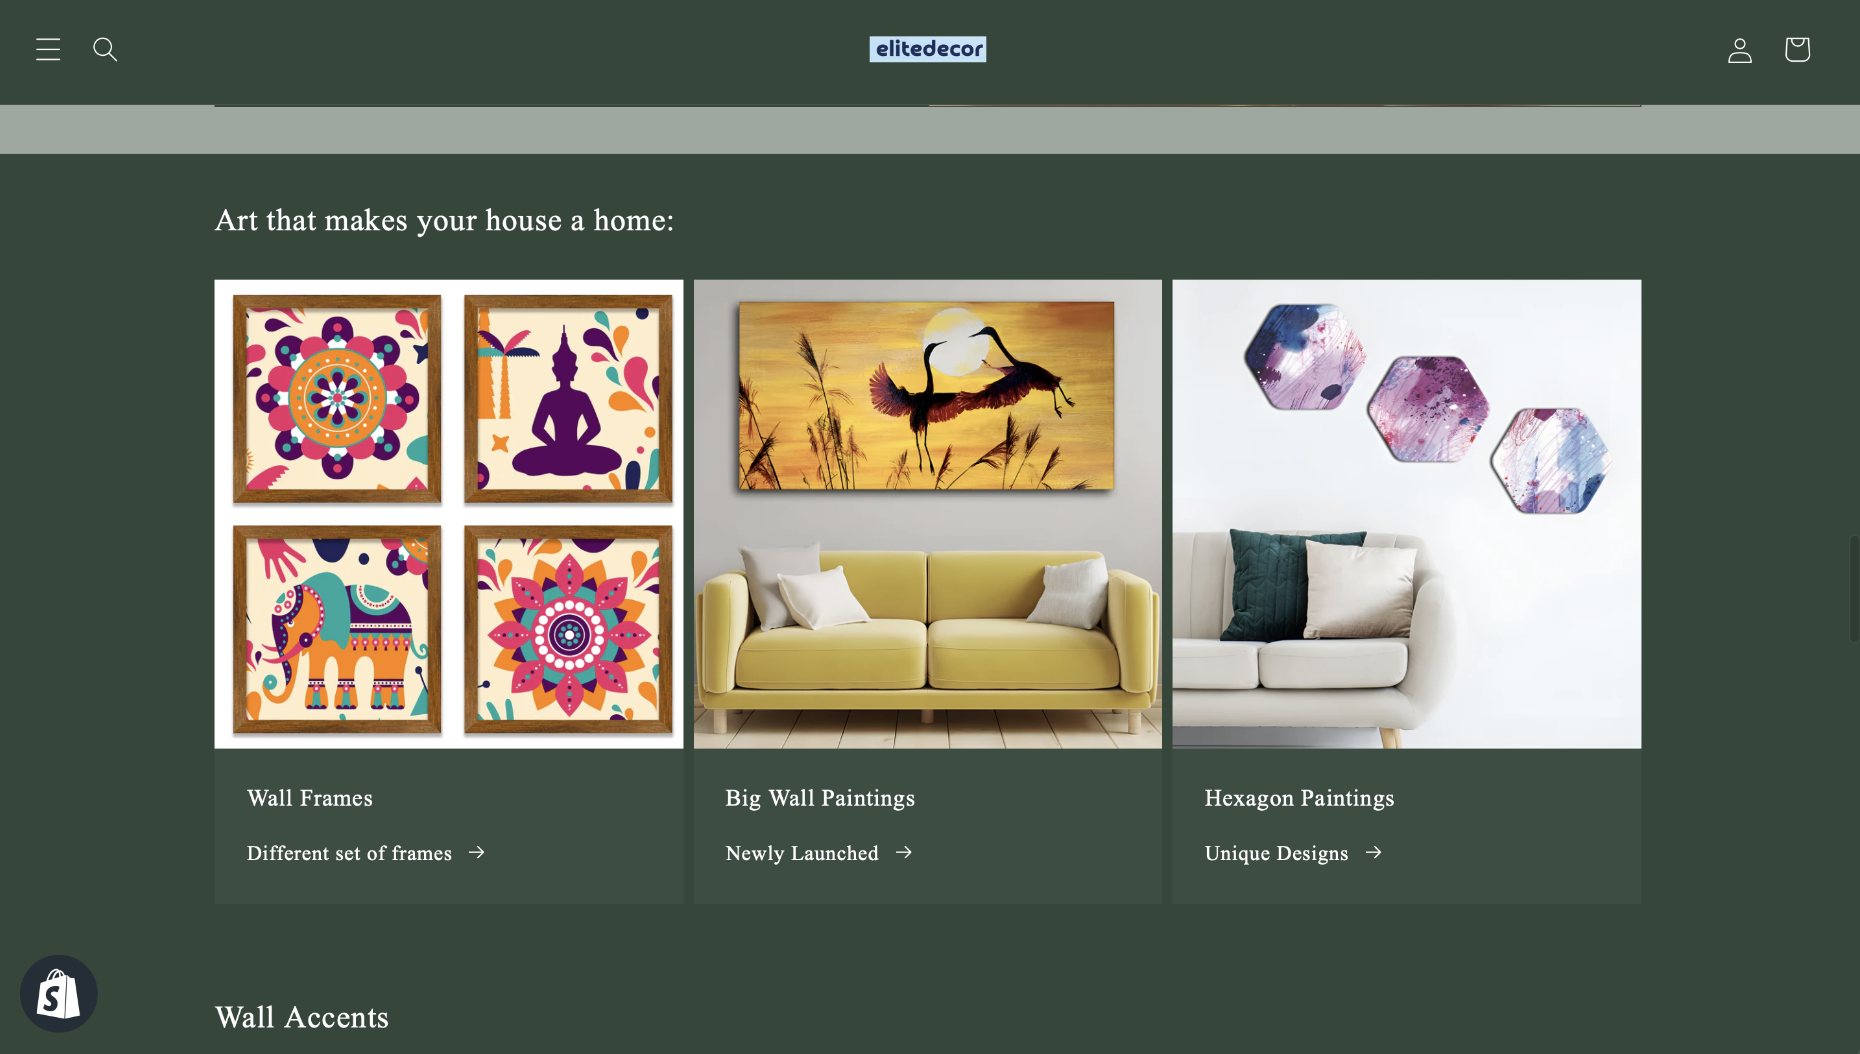 elitedecor
Art that makes your house a home:
Wall Frames
Different set of frames
Big Wall Paintings
Newly Launched
Hexagon Paintings
Unique Designs
Wall Accents